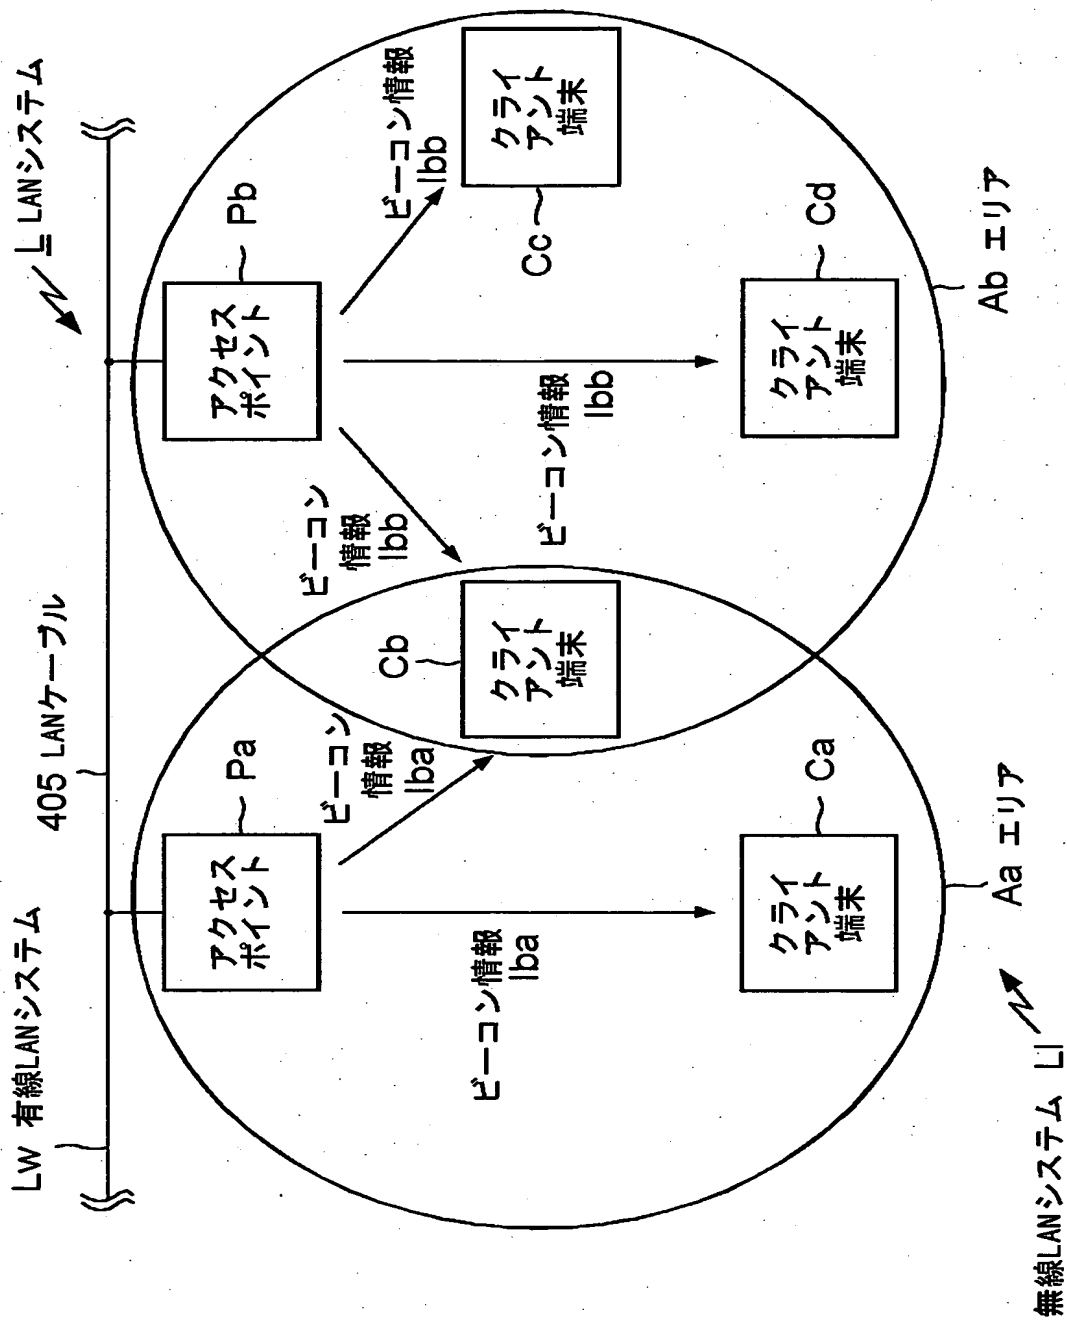 L LANシステム
405 LANケーブル
Lw 有線LANシステム
アクセス
ポイント
Pa
アクセス
ポイント
Pb
ビーコン
情報
Iba
ビーコン
情報
Ibb
ビーコン情報
Ibb
ビーコン情報
Iba
ビーコン情報
Ibb
Cb
クライ
アント
端末
Cc
クライ
アント
端末
クライ
アント
端末
Ca
クライ
アント
端末
Cd
Aa エリア
Ab エリア
無線LANシステム Ll